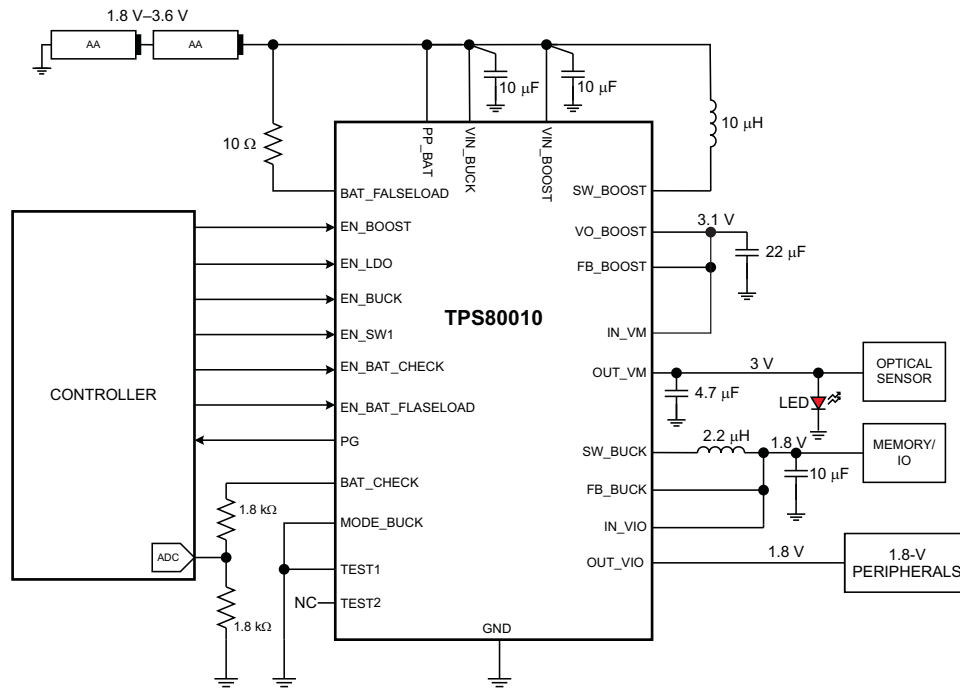 1.8 V–3.6 V
AA
AA
10 μF
10 μF
10 μH
10 Ω
PP_BAT
VIN_BUCK
VIN_BOOST
BAT_FALSELOAD
SW_BOOST
EN_BOOST
VO_BOOST
3.1 V
22 μF
EN_LDO
FB_BOOST
EN_BUCK
TPS80010
EN_SW1
IN_VM
EN_BAT_CHECK
OUT_VM
3 V
OPTICAL
SENSOR
CONTROLLER
4.7 μF
LED
EN_BAT_FLASELOAD
PG
SW_BUCK
2.2 μH
1.8 V
MEMORY/
IO
10 μF
BAT_CHECK
FB_BUCK
1.8 kΩ
MODE_BUCK
IN_VIO
ADC
TEST1
OUT_VIO
1.8 V
1.8-V
PERIPHERALS
NC
TEST2
1.8 kΩ
GND